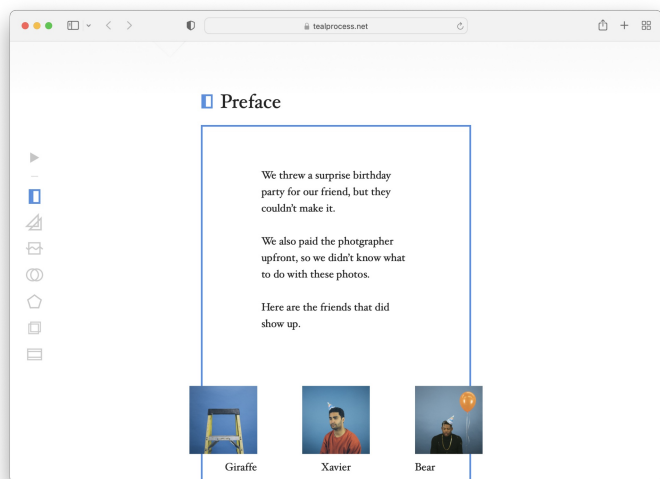 tealprocess.net
Preface
We threw a surprise birthday
party for our friend, but they
couldn’t make it.
We also paid the photgrapher
upfront, so we didn’t know what
to do with these photos.
Here are the friends that did
show up.
Giraffe Xavier Bear